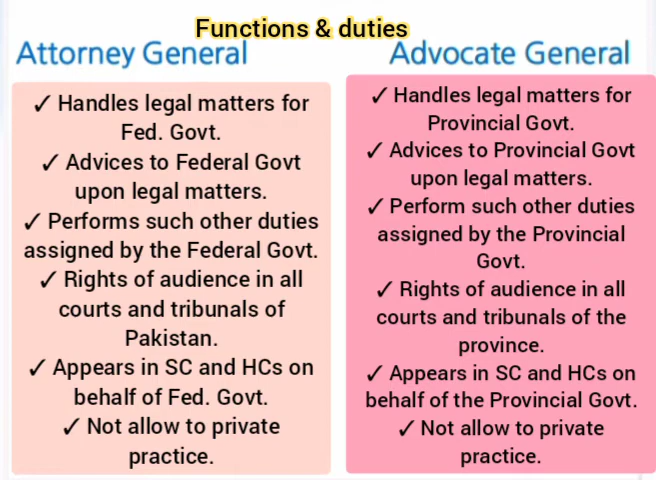 Functions & duties
Attorney General
✓ Handles legal matters for
Fed. Govt.
✓ Advices to Federal Govt
upon legal matters.
✓ Performs such other duties
assigned by the Federal Govt.
✓ Rights of audience in all
courts and tribunals of
Pakistan.
✓ Appears in SC and HCs on
behalf of Fed. Govt.
✓ Not allow to private
practice.
Advocate General
✓ Handles legal matters for
Provincial Govt.
✓ Advices to Provincial Govt
upon legal matters.
✓ Perform such other duties
assigned by the Provincial
Govt.
✓ Rights of audience in all
courts and tribunals of the
province.
✓ Appears in SC and HCs on
behalf of the Provincial Govt.
✓ Not allow to private
practice.